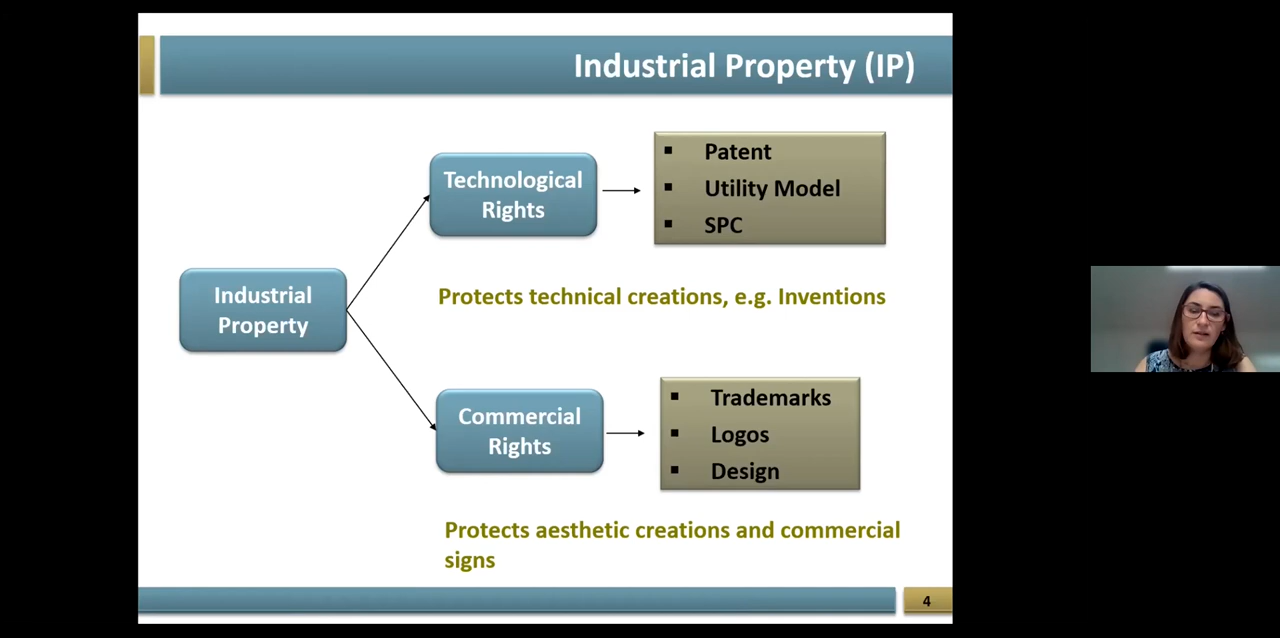 Industrial Property (IP)
Technological
Rights
▪ Patent
▪ Utility Model
▪ SPC
Protects technical creations, e.g. Inventions
Industrial
Property
Commercial
Rights
▪ Trademarks
▪ Logos
▪ Design
Protects aesthetic creations and commercial
signs
4